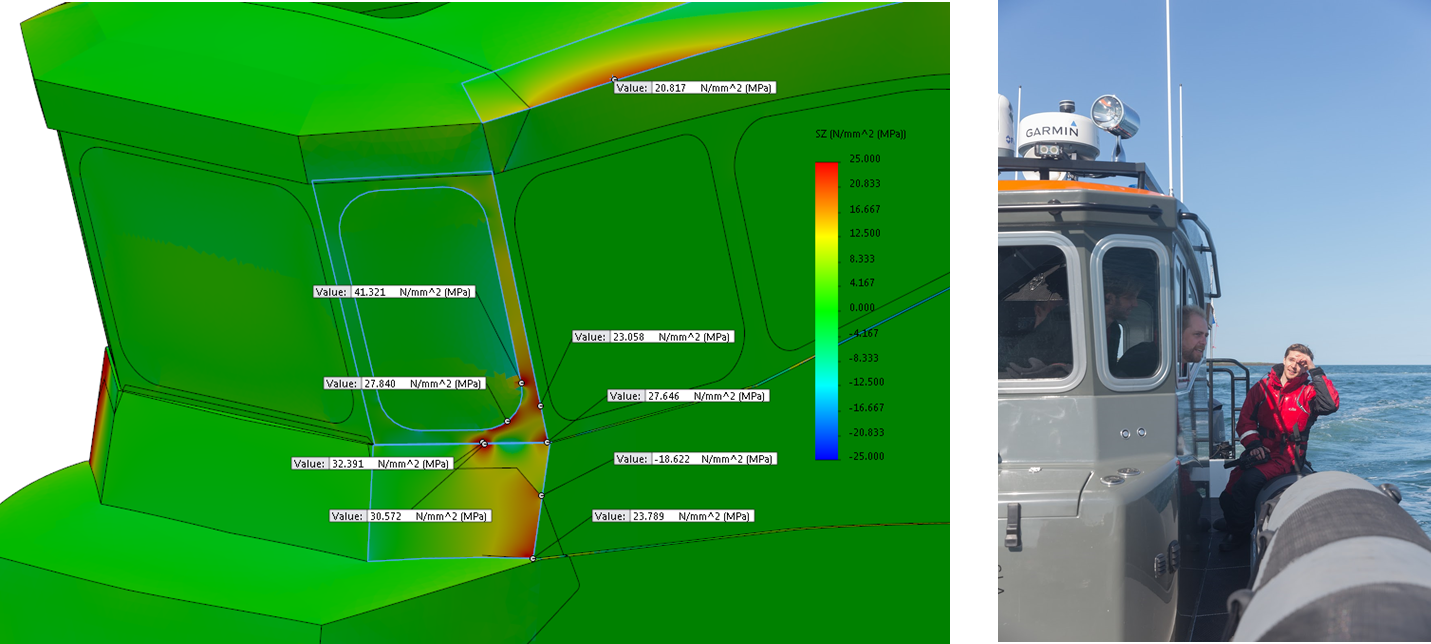 Value: 20.817 N/mm^2 (MPa)
SZ (N/mm^2 (MPa))
25.000
20.833
16.667
12.500
8.333
4.167
0.000
-4.167
-8.333
-12.500
-16.667
-20.833
-25.000
Value: 41.321 N/mm^2 (MPa)
Value: 23.058 N/mm^2 (MPa)
Value: 27.840 N/mm^2 (MPa)
Value: 27.646 N/mm^2 (MPa)
Value: 32.391 N/mm^2 (MPa)
Value: -18.622 N/mm^2 (MPa)
Value: 30.572 N/mm^2 (MPa)
Value: 23.789 N/mm^2 (MPa)
GARMIN